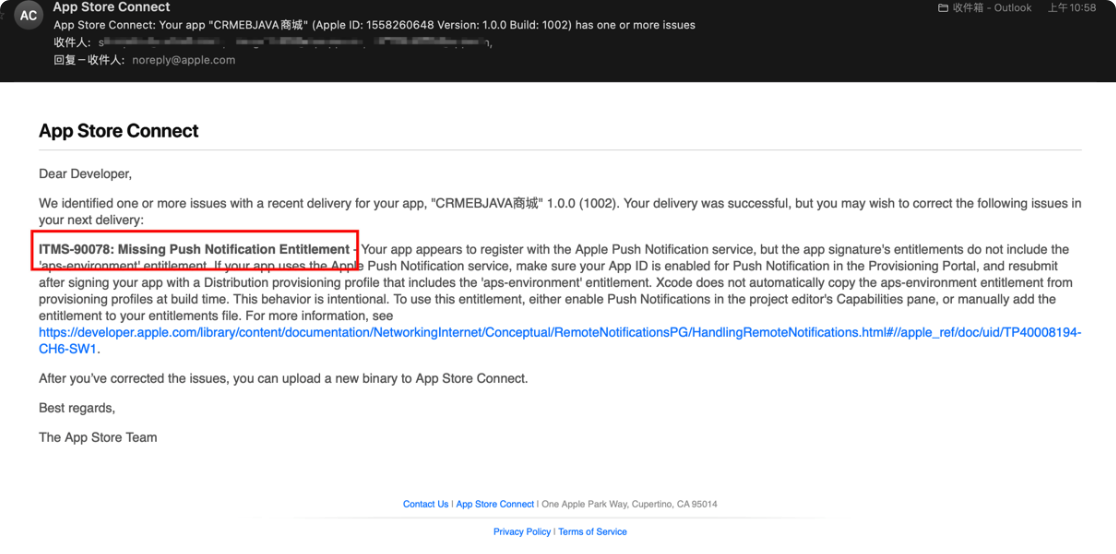 AC
App Store Connect
收件箱 - Outlook 上午10:58
App Store Connect: Your app "CRMEBJAVA商城" (Apple ID: 1558260648 Version: 1.0.0 Build: 1002) has one or more issues
收件人：
回复－收件人： noreply@apple.com
App Store Connect
Dear Developer,
We identified one or more issues with a recent delivery for your app, "CRMEBJAVA商城" 1.0.0 (1002). Your delivery was successful, but you may wish to correct the following issues in
your next delivery:
ITMS-90078: Missing Push Notification Entitlement - Your app appears to register with the Apple Push Notification service, but the app signature's entitlements do not include the
'aps-environment' entitlement. If your app uses the Apple Push Notification service, make sure your App ID is enabled for Push Notification in the Provisioning Portal, and resubmit
after signing your app with a Distribution provisioning profile that includes the 'aps-environment' entitlement. Xcode does not automatically copy the aps-environment entitlement from
provisioning profiles at build time. This behavior is intentional. To use this entitlement, either enable Push Notifications in the project editor's Capabilities pane, or manually add the
entitlement to your entitlements file. For more information, see
https://developer.apple.com/library/content/documentation/NetworkingInternet/Conceptual/RemoteNotificationsPG/HandlingRemoteNotifications.html#//apple_ref/doc/uid/TP40008194-
CH6-SW1.
After you've corrected the issues, you can upload a new binary to App Store Connect.
Best regards,
The App Store Team
Contact Us | App Store Connect | One Apple Park Way, Cupertino, CA 95014
Privacy Policy | Terms of Service